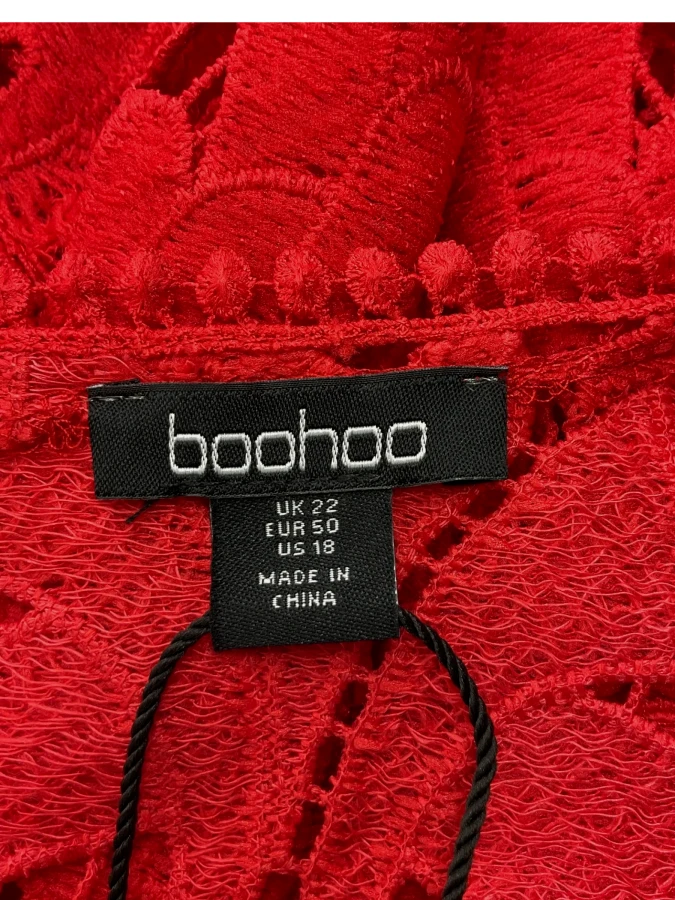 boohoo
UK 22
EUR 50
US 18
MADE IN
CHINA